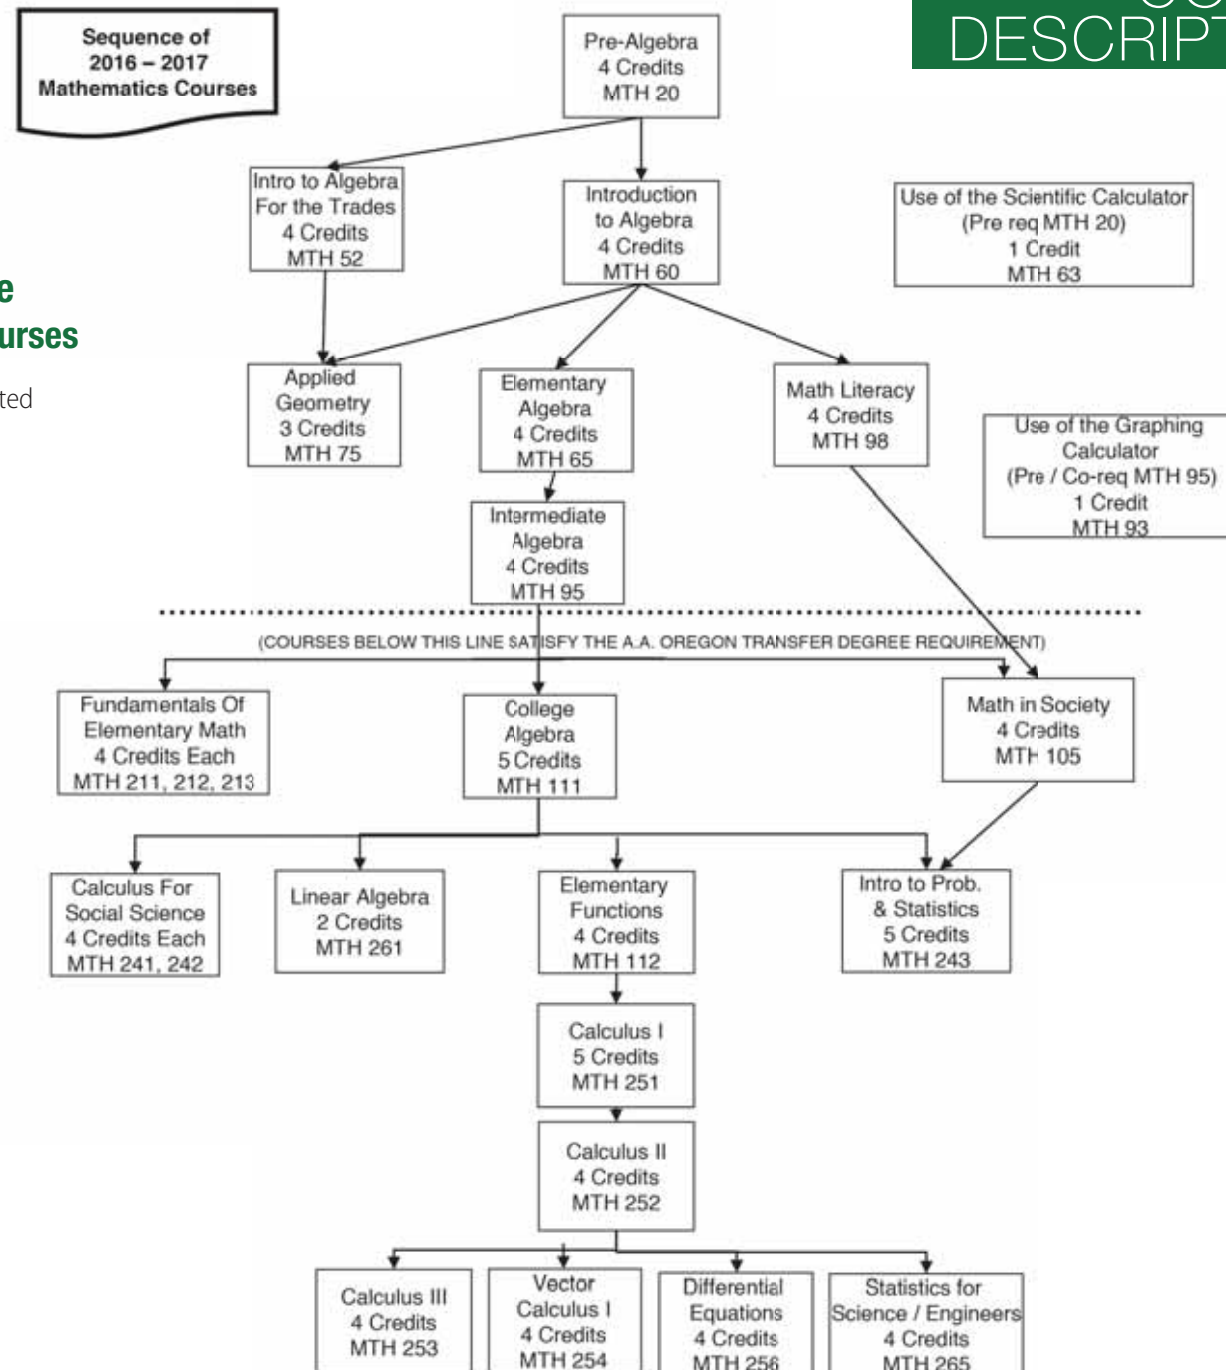 Sequence of
2016 – 2017
Mathematics Courses
DESCRIPT
Pre-Algebra
4 Credits
MTH 20
Intro to Algebra
For the Trades
4 Credits
MTH 52
Introduction
to Algebra
4 Credits
MTH 60
Use of the Scientific Calculator
(Pre req MTH 20)
1 Credit
MTH 63
e
urses
ted
Applied
Geometry
3 Credits
MTH 75
Elementary
Algebra
4 Credits
MTH 65
Math Literacy
4 Credits
MTH 98
Use of the Graphing
Calculator
(Pre / Co-req MTH 95)
1 Credit
MTH 93
Intermediate
Algebra
4 Credits
MTH 95
(COURSES BELOW THIS LINE SATISFY THE A.A. OREGON TRANSFER DEGREE REQUIREMENT)
Fundamentals Of
Elementary Math
4 Credits Each
MTH 211, 212, 213
College
Algebra
5 Credits
MTH 111
Math in Society
4 Credits
MTH 105
Calculus For
Social Science
4 Credits Each
MTH 241, 242
Linear Algebra
2 Credits
MTH 261
Elementary
Functions
4 Credits
MTH 112
Intro to Prob.
& Statistics
5 Credits
MTH 243
Calculus I
5 Credits
MTH 251
Calculus II
4 Credits
MTH 252
Calculus III
4 Credits
MTH 253
Vector
Calculus I
4 Credits
MTH 254
Differential
Equations
4 Credits
MTH 256
Statistics for
Science / Engineers
4 Credits
MTH 265